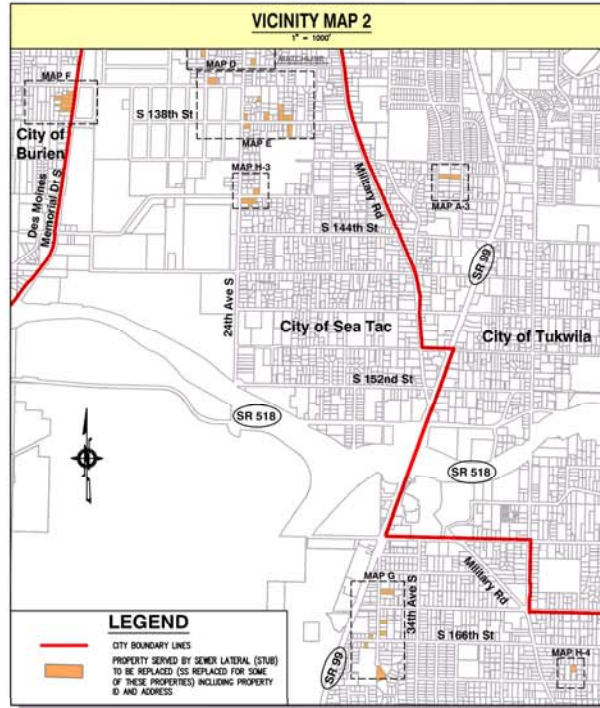 VICINITY MAP 2
1" = 1000'
MAP D
MAP F
S 138th St
MAP E
City of
Burien
Des Moines
Memorial Dr S
MAP H-3
Military Rd
MAP A-3
S 144th St
SR 99
24th Ave S
City of Sea Tac
City of Tukwila
S 152nd St
SR 518
SR 518
Military Rd
MAP G
34th Ave S
S 166th St
SR 99
MAP H-4
LEGEND
CITY BOUNDARY LINES
PROPERTY SERVED BY SEWER LATERAL (STUB)
TO BE REPLACED (SS REPLACED FOR SOME
OF THESE PROPERTIES) INCLUDING PROPERTY
ID AND ADDRESS